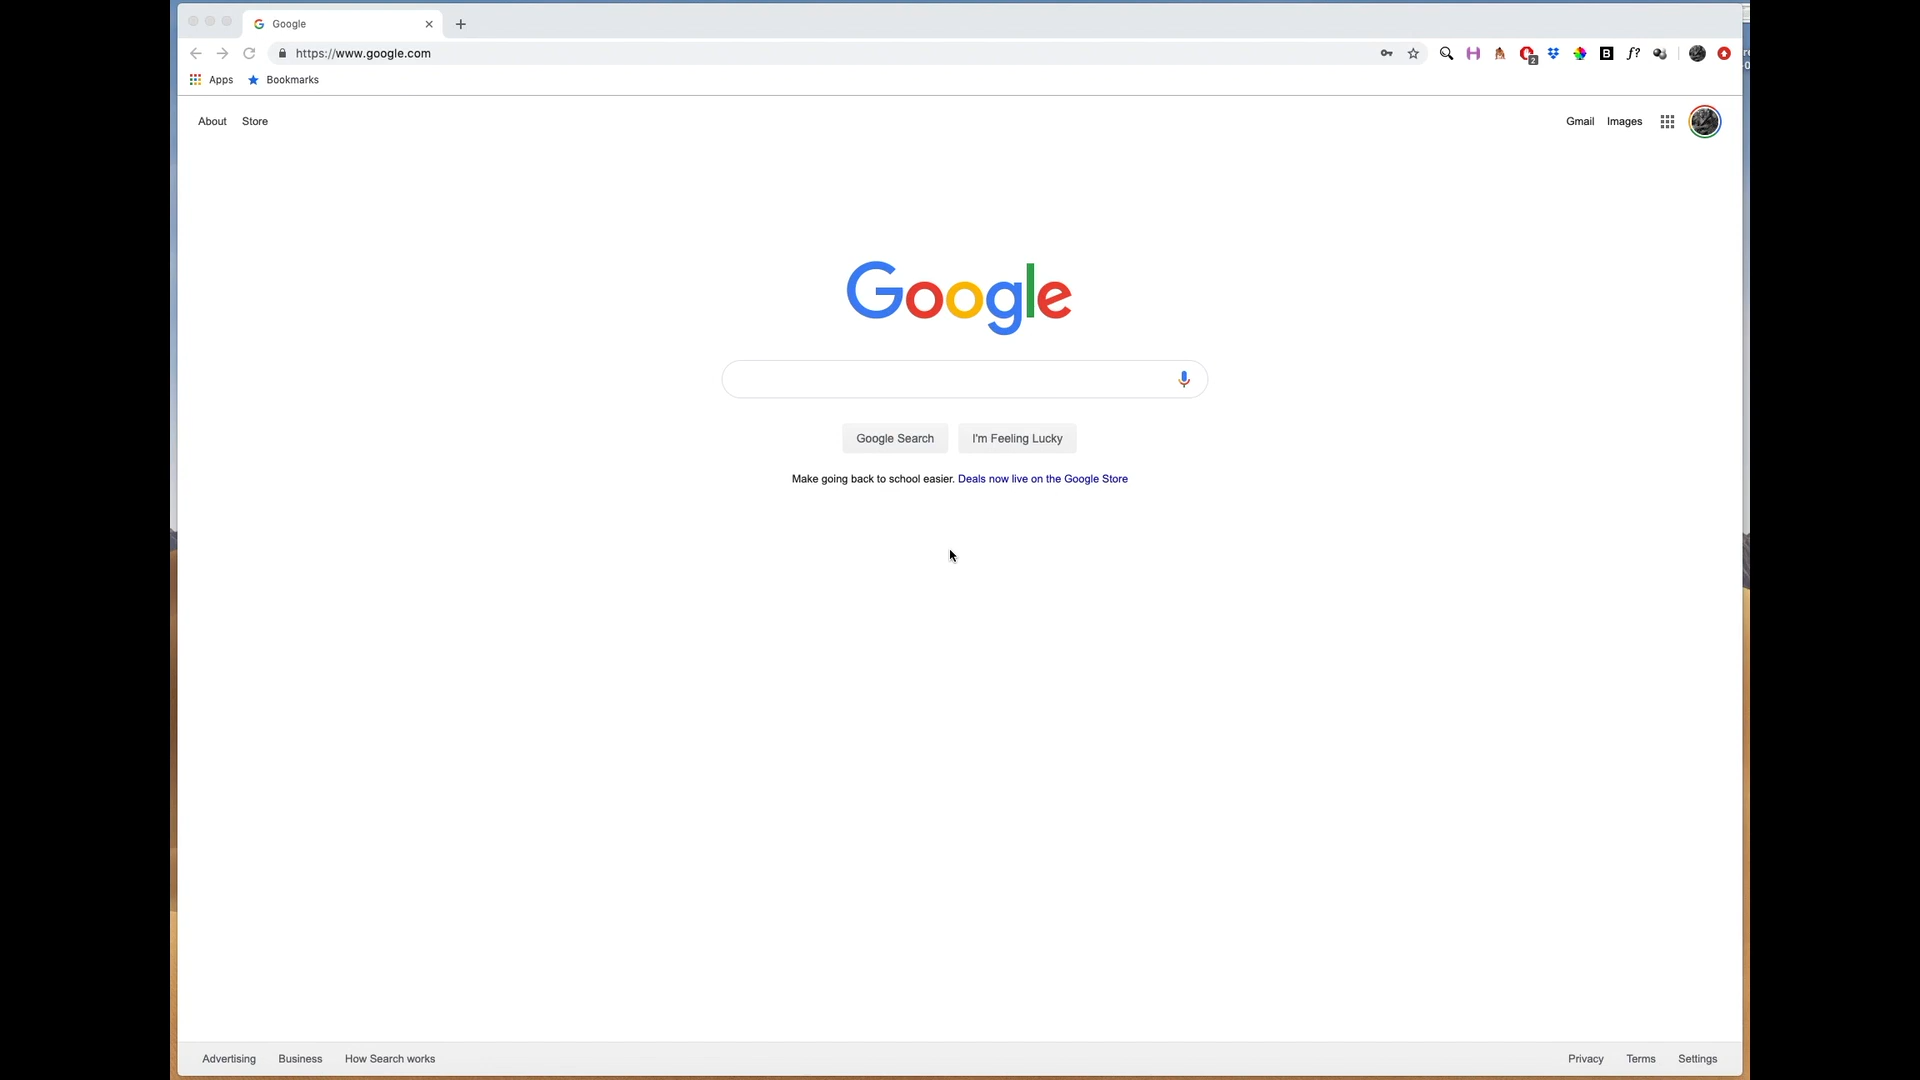 Google
https://www.google.com
2
B
f?
Apps Bookmarks
About Store
Gmail Images
Google
Google Search I'm Feeling Lucky
Make going back to school easier. Deals now live on the Google Store
Advertising Business How Search works
Privacy Terms Settings